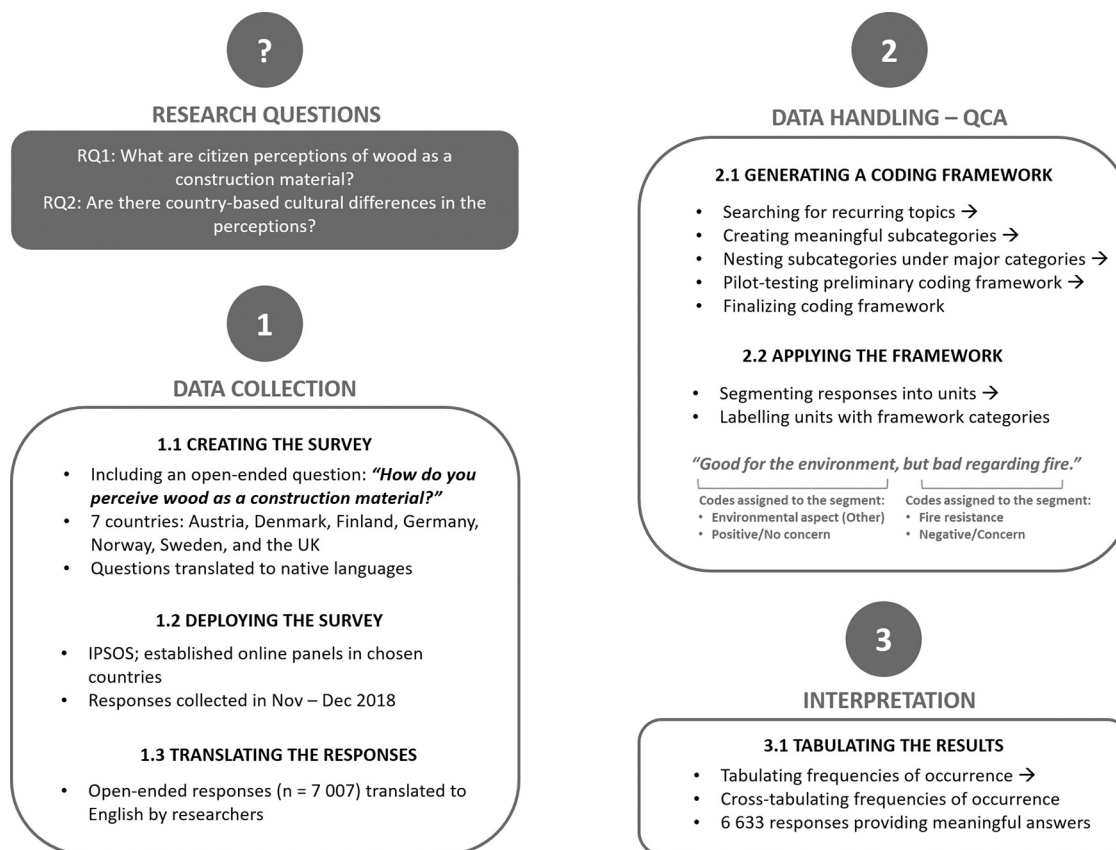 ?
RESEARCH QUESTIONS
RQ1: What are citizen perceptions of wood as a
construction material?
RQ2: Are there country-based cultural differences in the
perceptions?
1
DATA COLLECTION
1.1 CREATING THE SURVEY
• Including an open-ended question: “How do you
perceive wood as a construction material?”
• 7 countries: Austria, Denmark, Finland, Germany,
Norway, Sweden, and the UK
• Questions translated to native languages
1.2 DEPLOYING THE SURVEY
• IPSOS; established online panels in chosen
countries
• Responses collected in Nov – Dec 2018
1.3 TRANSLATING THE RESPONSES
• Open-ended responses (n = 7 007) translated to
English by researchers
2
DATA HANDLING – QCA
2.1 GENERATING A CODING FRAMEWORK
• Searching for recurring topics →
• Creating meaningful subcategories →
• Nesting subcategories under major categories →
• Pilot-testing preliminary coding framework →
• Finalizing coding framework
2.2 APPLYING THE FRAMEWORK
• Segmenting responses into units →
• Labelling units with framework categories
“Good for the environment, but bad regarding fire.”
Codes assigned to the segment:
• Environmental aspect (Other)
• Positive/No concern
Codes assigned to the segment:
• Fire resistance
• Negative/Concern
3
INTERPRETATION
3.1 TABULATING THE RESULTS
• Tabulating frequencies of occurrence →
• Cross-tabulating frequencies of occurrence
• 6 633 responses providing meaningful answers